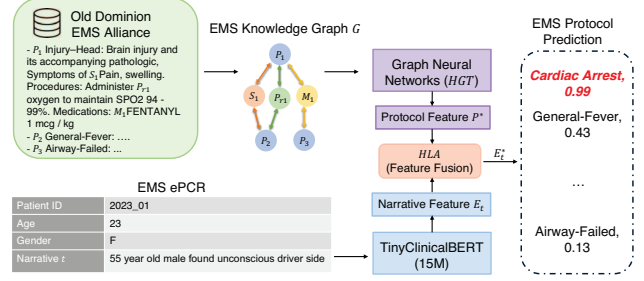 Old Dominion
EMS Alliance
- P1 Injury–Head: Brain injury and
its accompanying pathologic,
Symptoms of S1Pain, swelling.
Procedures: Administer Pr1
oxygen to maintain SPO2 94 -
99%. Medications: M1FENTANYL
1 mcg / kg
- P2 General-Fever: ….
- P3 Airway-Failed: ...
EMS Knowledge Graph G
P1
S1
Pr1
M1
P2
P3
Graph Neural
Networks (HGT)
Protocol Feature P*
HLA
(Feature Fusion)
Et*
Narrative Feature Et
TinyClinicalBERT
(15M)
EMS Protocol
Prediction
Cardiac Arrest,
0.99
General-Fever,
0.43
...
Airway-Failed,
0.13
EMS ePCR
Patient ID 2023_01
Age 23
Gender F
Narrative t 55 year old male found unconscious driver side